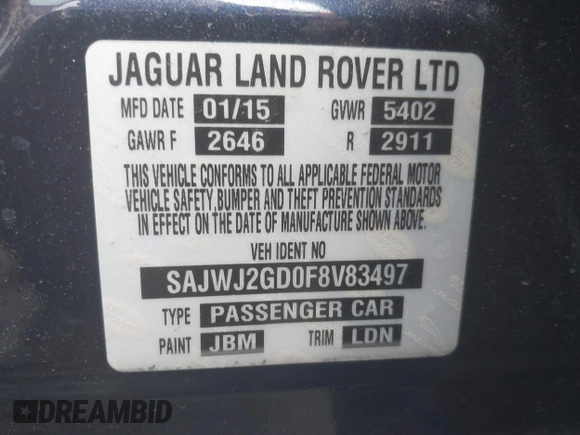 JAGUAR LAND ROVER LTD
MFD DATE 01/15 GVWR 5402
GAWR F 2646 R 2911
THIS VEHICLE CONFORMS TO ALL APPLICABLE FEDERAL MOTOR
VEHICLE SAFETY,BUMPER AND THEFT PREVENTION STANDARDS
IN EFFECT ON THE DATE OF MANUFACTURE SHOWN ABOVE.
VEH IDENT NO
SAJWJ2GD0F8V83497
TYPE PASSENGER CAR
PAINT JBM TRIM LDN
DREAMBID